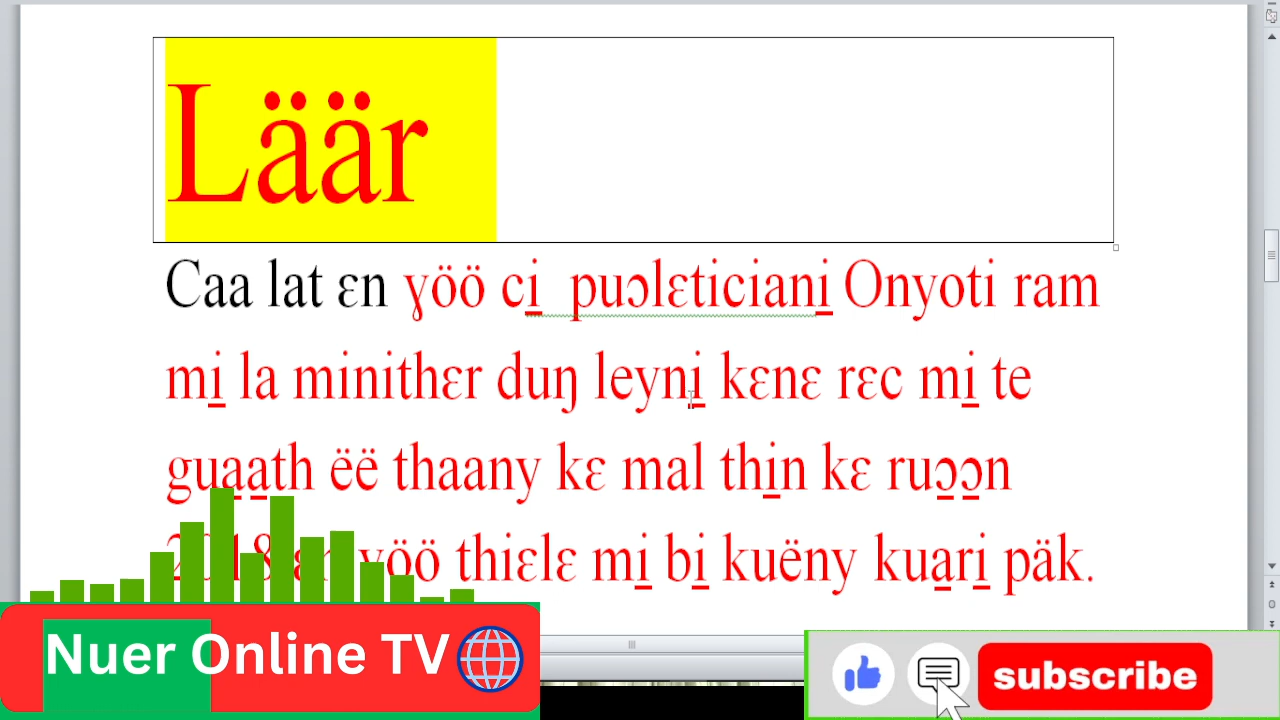 Läär
Caa lat ɛn ɣöö ci̱ puɔlɛticiani̱ Onyoti ram
mi̱ la minithɛr duŋ leyni̱ kɛnɛ rɛc mi̱ te
gua̱a̱th ëë thaany kɛ mal thi̱n kɛ ruɔ̱ɔ̱n
2018 ɛn ɣöö thiɛlɛ mi̱ bi̱ kuëny kua̱ri̱ päk.
Nuer Online TV
subscribe